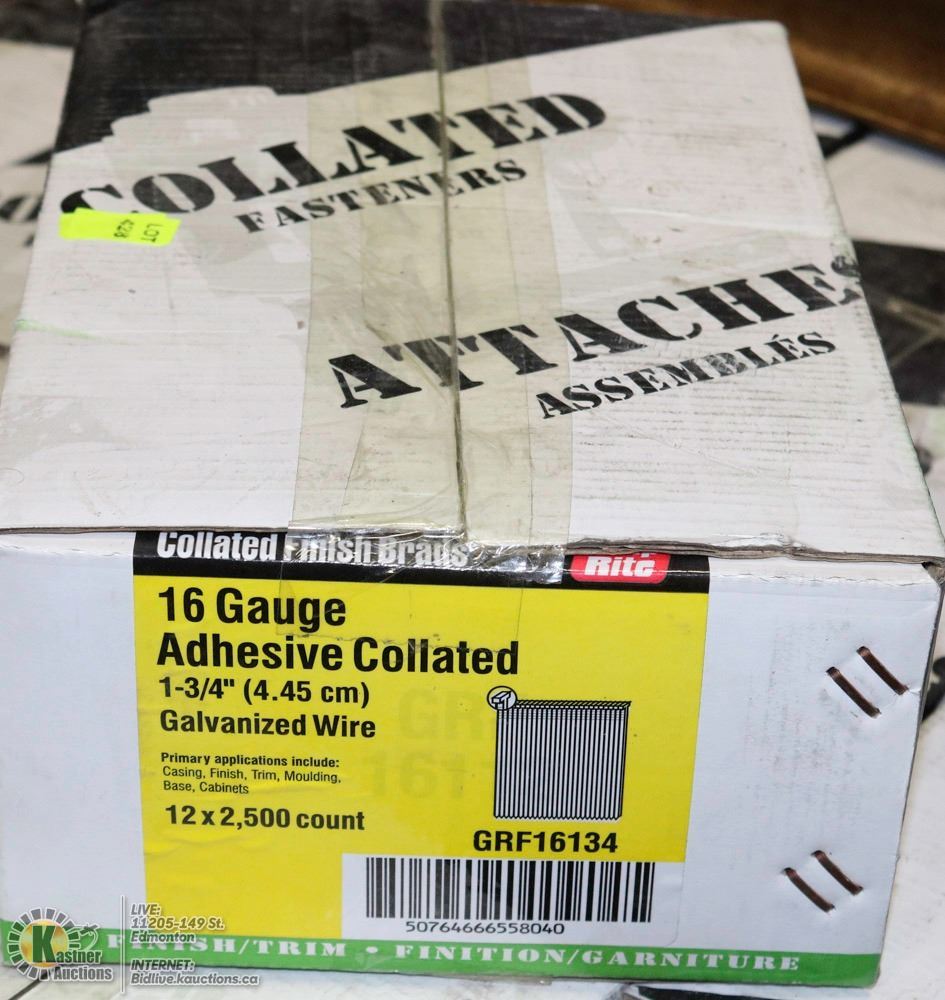 COLLATED
FASTENERS
LOT
428
ATTACHES
ASSEMBLÉS
Collated Finish Brads
Rite
16 Gauge
Adhesive Collated
1-3/4" (4.45 cm)
Galvanized Wire
Primary applications include:
Casing, Finish, Trim, Moulding,
Base, Cabinets
12 x 2,500 count
GRF16134
50764666558040
FINISH/TRIM • FINITION/GARNITURE
K
Kastner
Auctions
LIVE:
11205-149 St.
Edmonton
INTERNET:
Bidlive.kauctions.ca